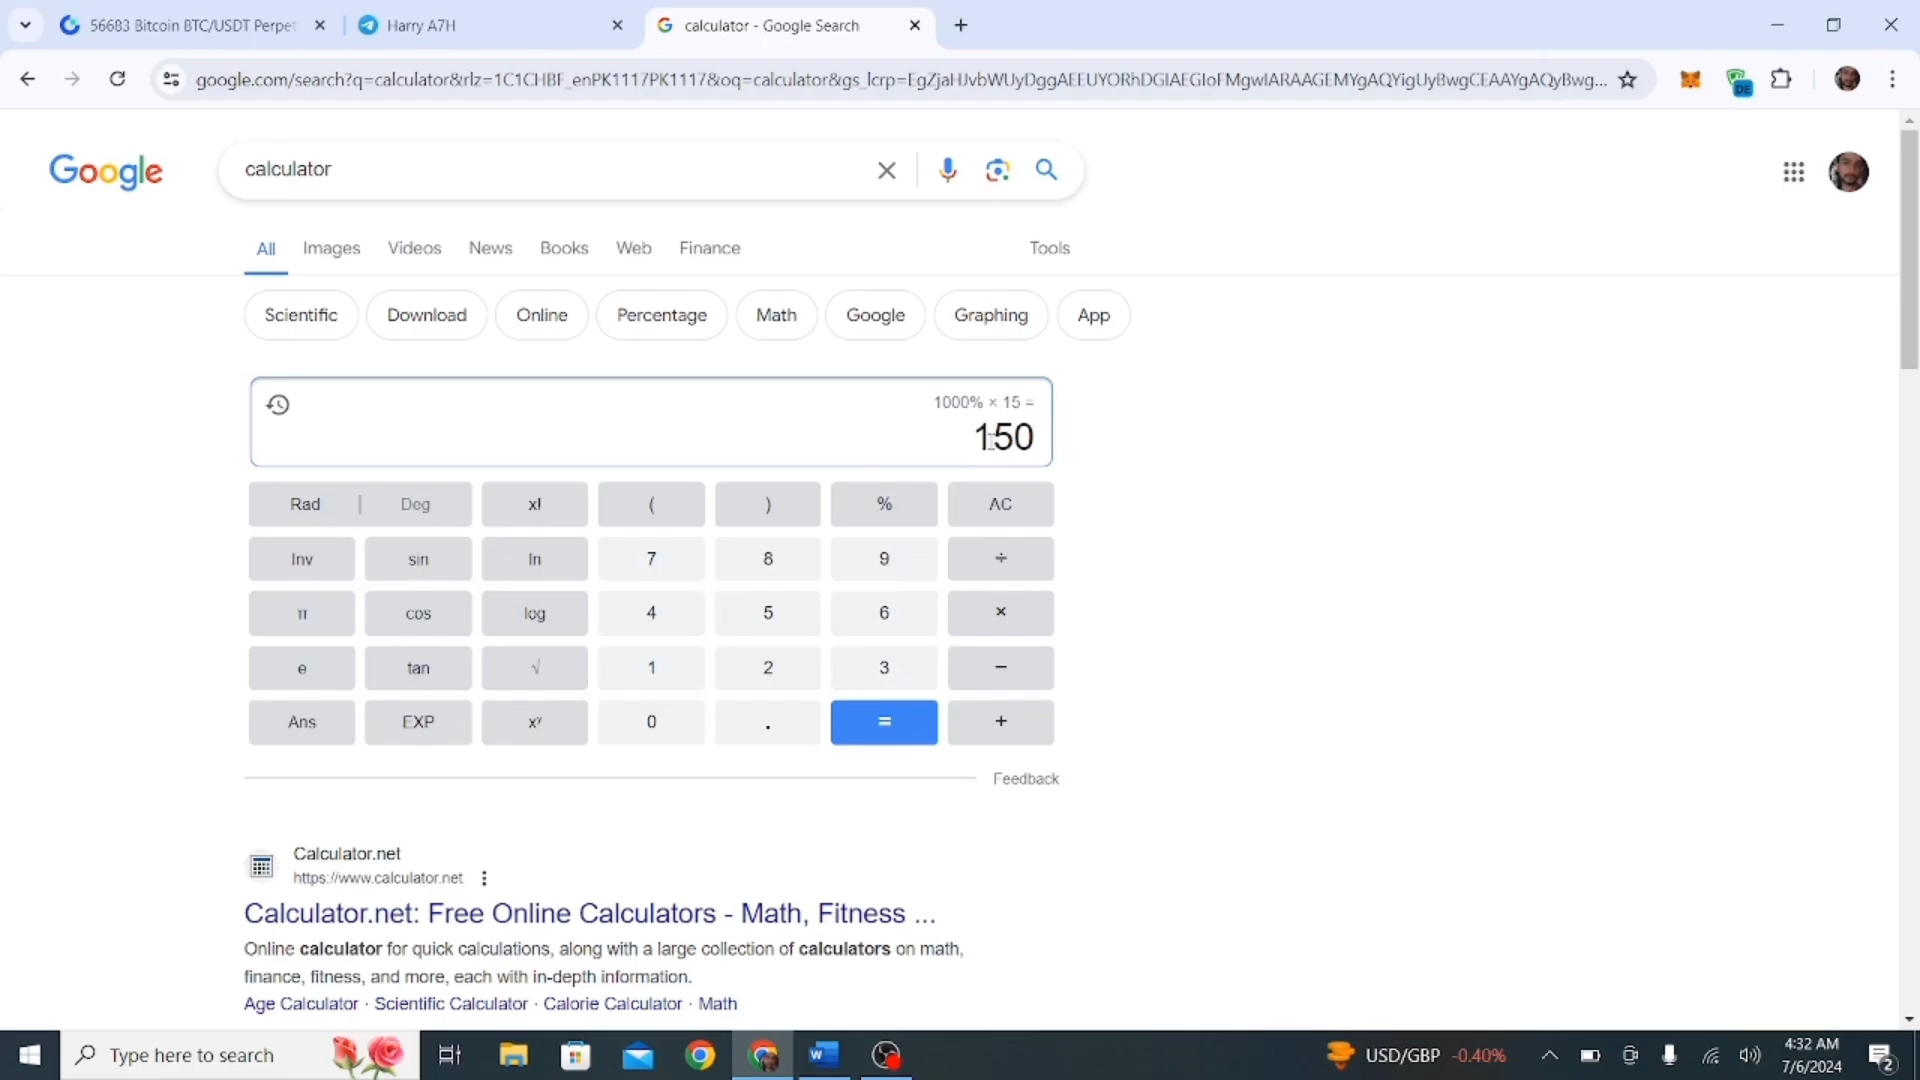 56683 Bitcoin BTC/USDT Perpet
Harry A7H
calculator - Google Search
google.com/search?q=calculator&rlz=1C1CHBF_enPK1117PK1117&oq=calculator&gs_lcrp=EgZjaHJvbWUyDggAEEUYORhDGIAEGIoFMgwIARAAGEMYgAQYigUyBwgCEAAYgAQyBwg...
DE
Google
calculator
All Images Videos News Books Web Finance Tools
Scientific Download Online Percentage Math Google Graphing App
1000% × 15 =
150
Rad | Deg x! ( ) % AC
Inv sin ln 7 8 9 ÷
π cos log 4 5 6 ×
e tan √ 1 2 3 −
Ans EXP xʸ 0 . = +
Feedback
Calculator.net
https://www.calculator.net
Calculator.net: Free Online Calculators - Math, Fitness ...
Online calculator for quick calculations, along with a large collection of calculators on math,
finance, fitness, and more, each with in-depth information.
Age Calculator · Scientific Calculator · Calorie Calculator · Math
Type here to search
USD/GBP -0.40%
4:32 AM
7/6/2024
2